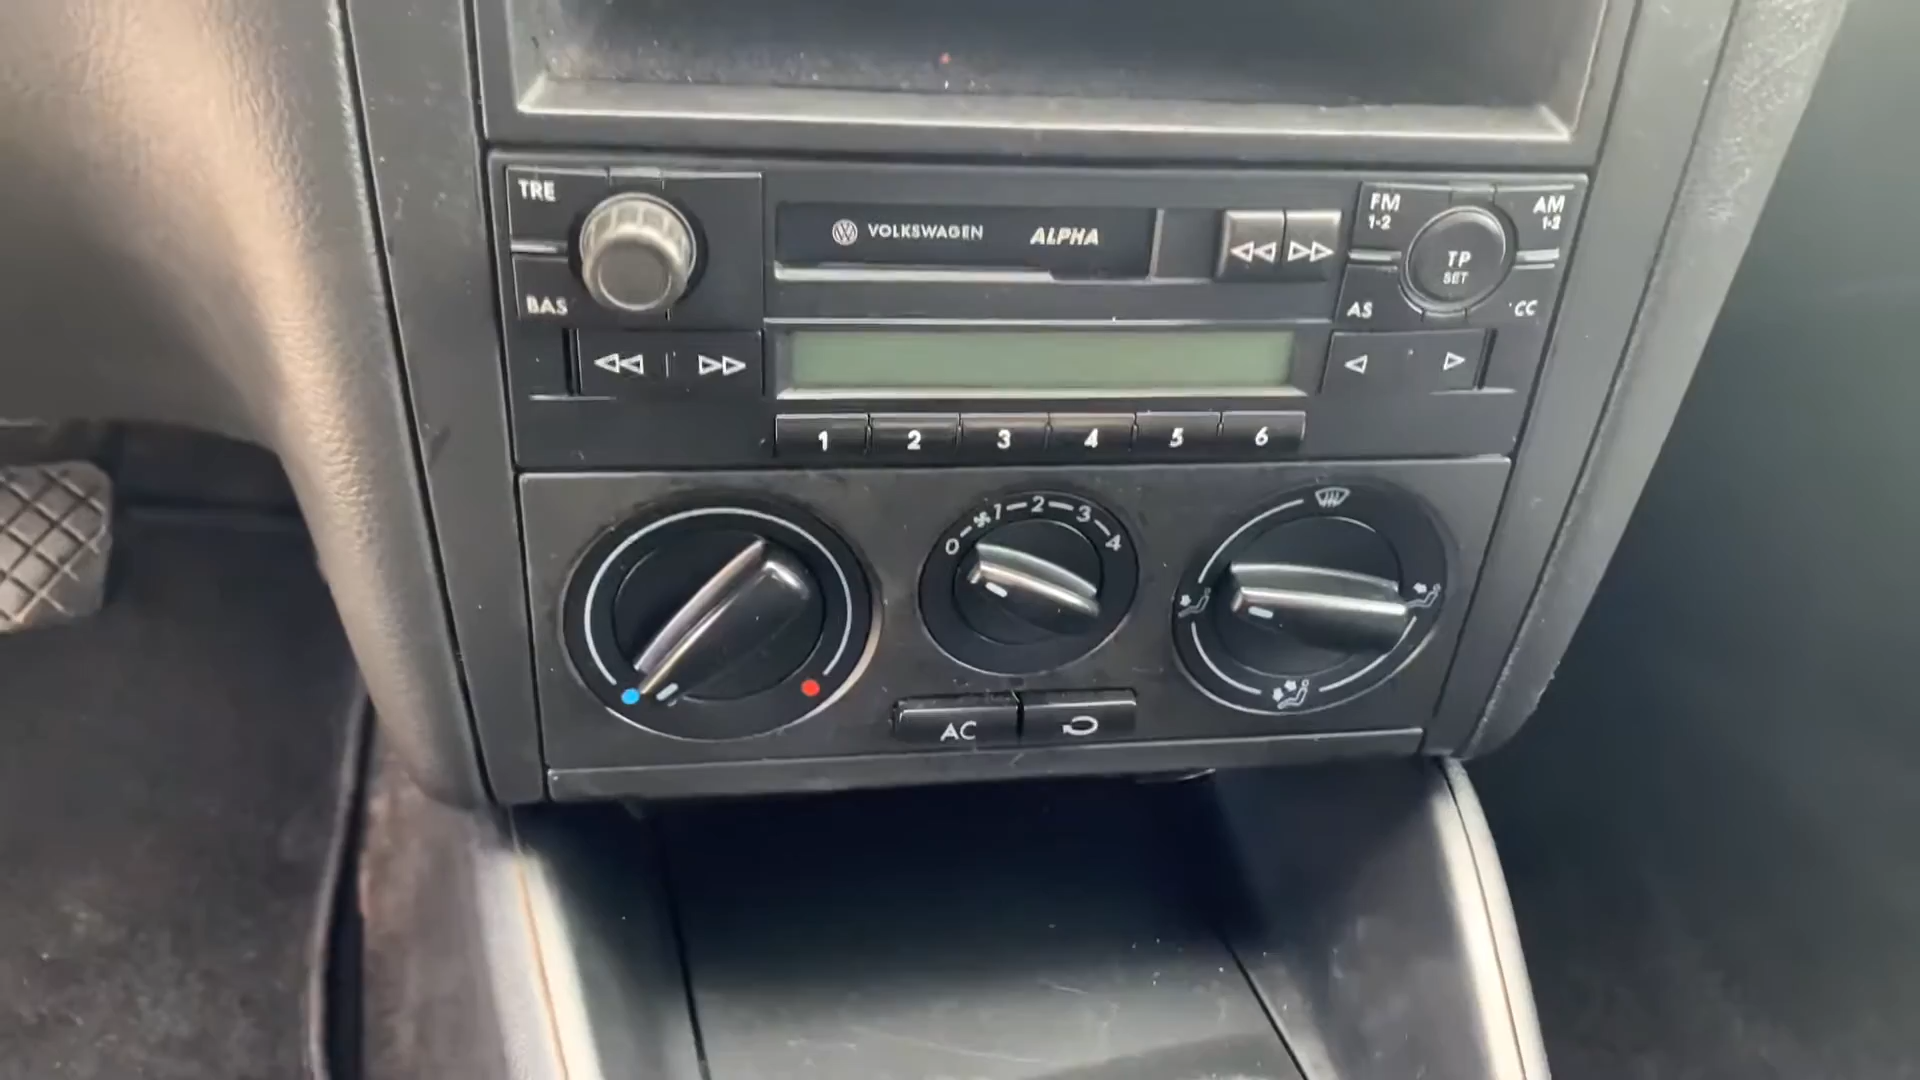 TRE
BAS
VOLKSWAGEN ALPHA
FM
1-2
AM
1-2
TP
SET
AS
CC
1 2 3 4 5 6
0 1 2 3 4
AC